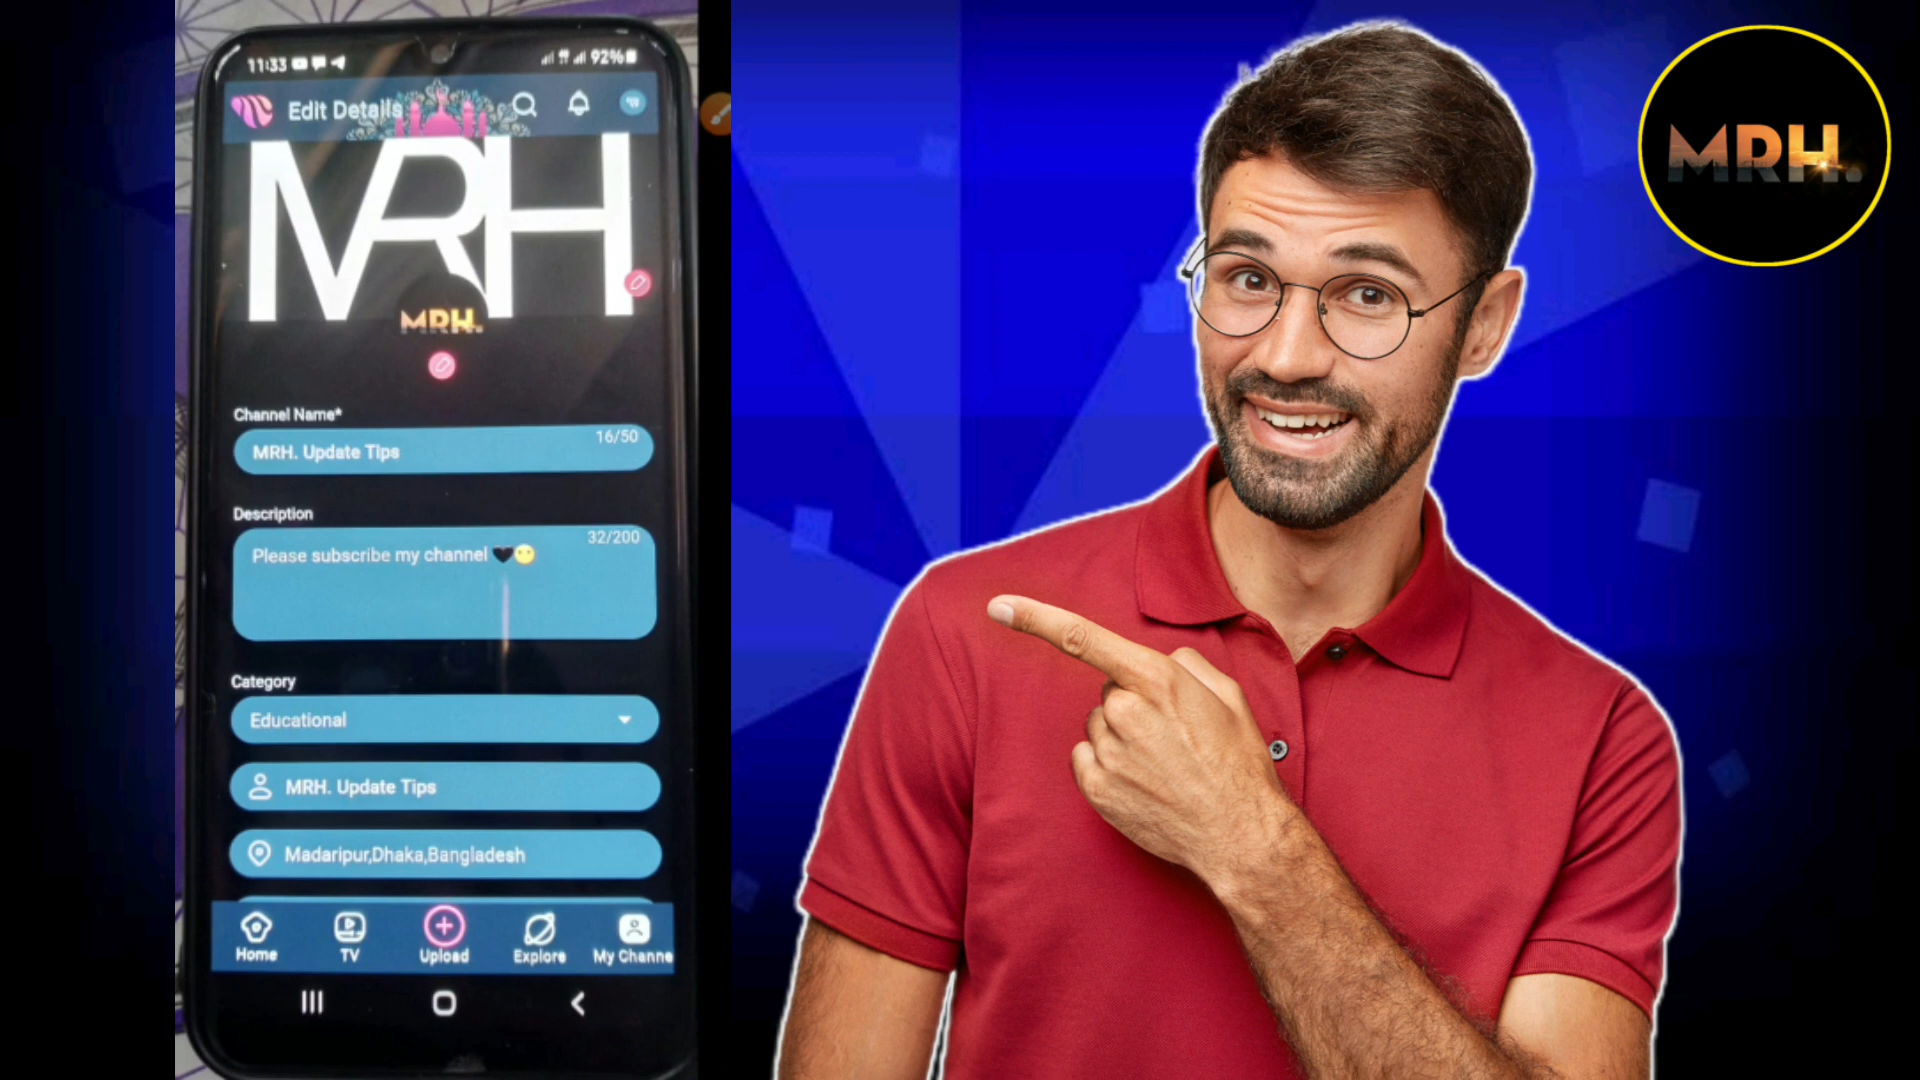 11:33
92%
Edit Details
MRH
MRH.
Channel Name*
16/50
MRH. Update Tips
Description
32/200
Please subscribe my channel 🖤😶
Category
Educational
MRH. Update Tips
Madaripur,Dhaka,Bangladesh
Home
TV
Upload
Explore
My Channe
MRH.